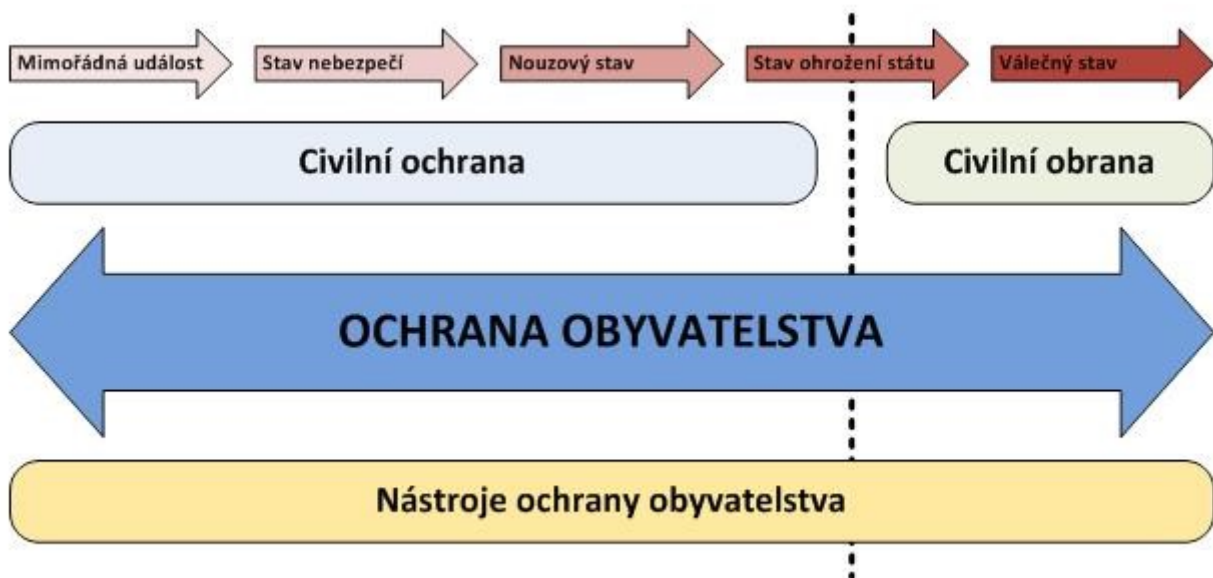 Mimořádná událost
Stav nebezpečí
Nouzový stav
Stav ohrožení státu
Válečný stav
Civilní ochrana
Civilní obrana
OCHRANA OBYVATELSTVA
Nástroje ochrany obyvatelstva